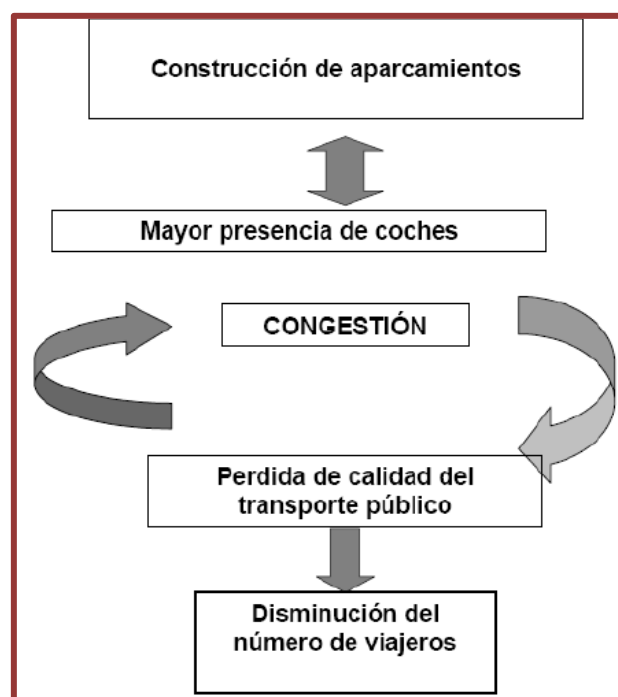 Construcción de aparcamientos
Mayor presencia de coches
CONGESTIÓN
Perdida de calidad del
transporte público
Disminución del
número de viajeros